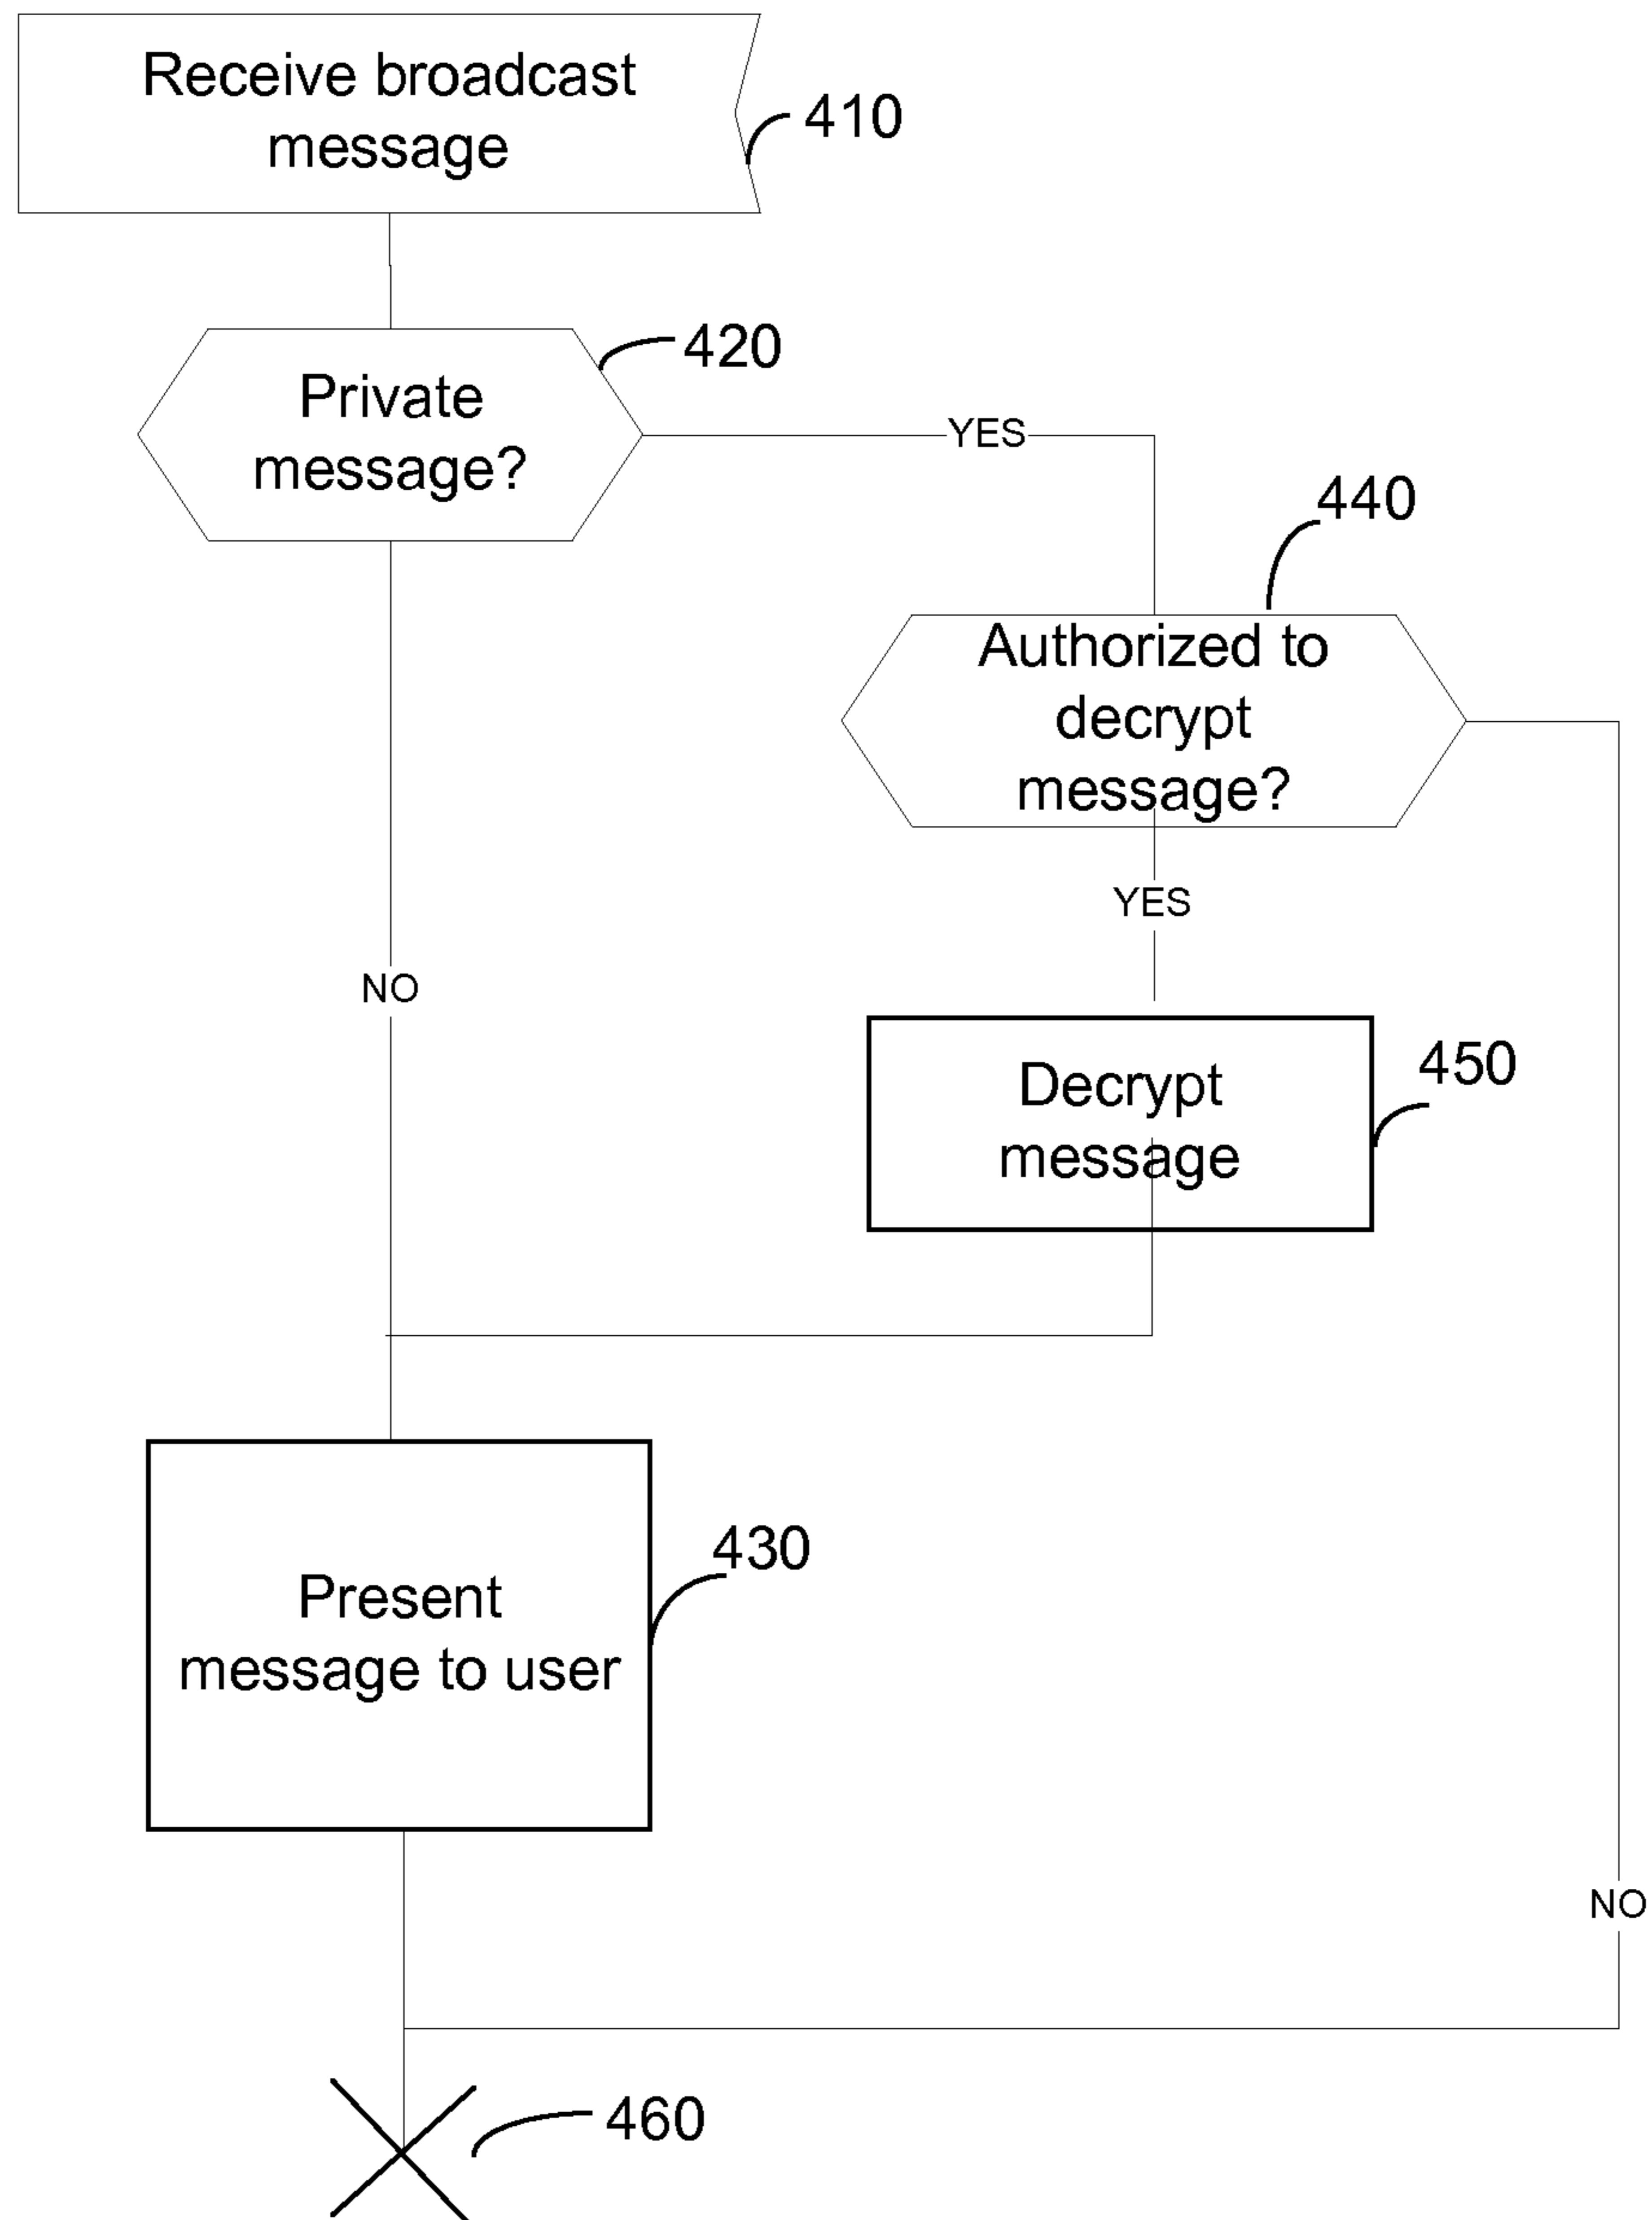 Receive broadcast
message
410
Private
message?
420
YES
440
Authorized to
decrypt
message?
YES
NO
Decrypt
message
450
Present
message to user
430
NO
460